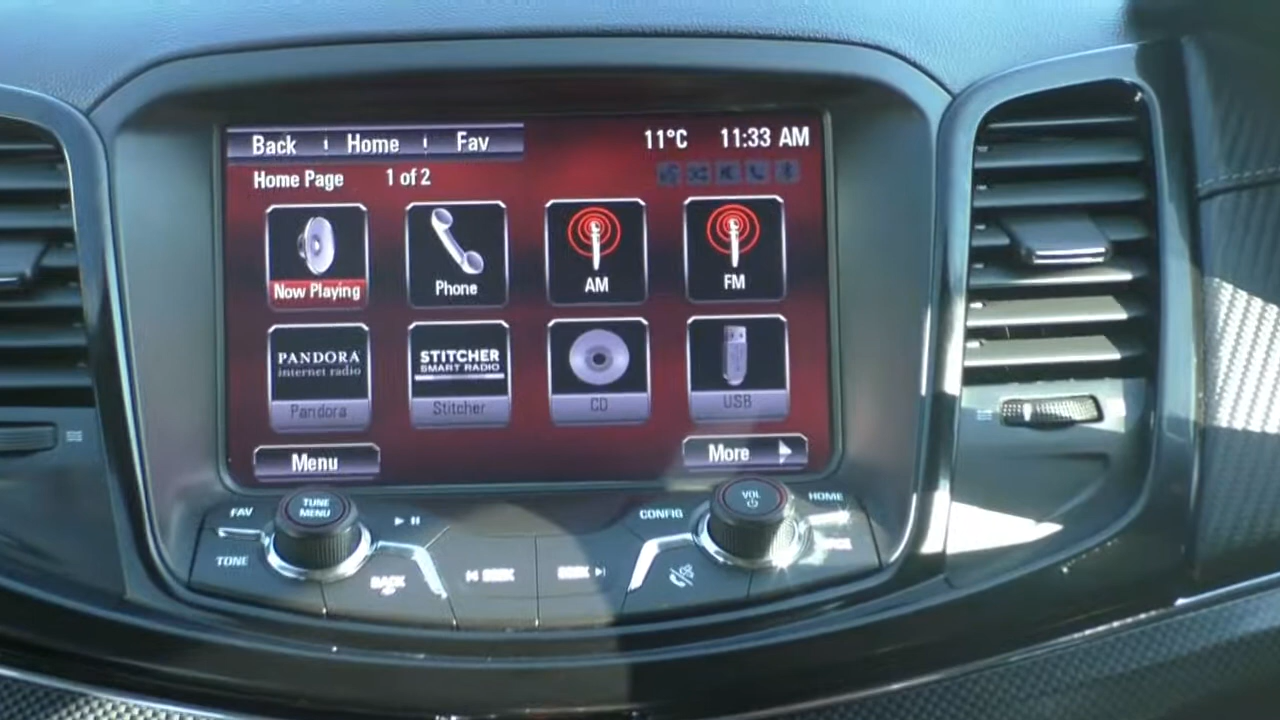 Back Home Fav 11°C 11:33 AM
Home Page 1 of 2
Now Playing Phone AM FM
PANDORA
internet radio
STITCHER
SMART RADIO
Pandora Stitcher CD USB
Menu More
FAV TUNE MENU CONFIG VOL HOME
TONE BACK SEEK SEEK